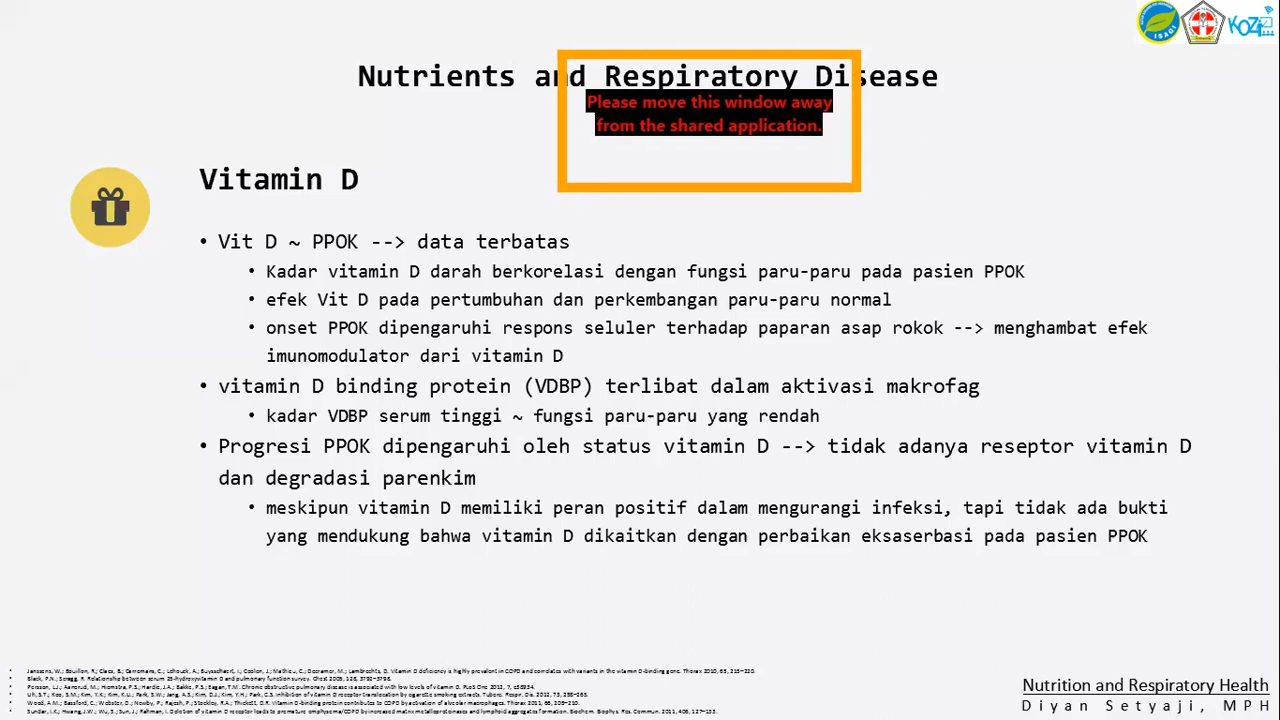 ISAGI
KOZI
Nutrients and Respiratory Disease
Please move this window away
from the shared application.
Vitamin D
• Vit D ~ PPOK --> data terbatas
• Kadar vitamin D darah berkorelasi dengan fungsi paru-paru pada pasien PPOK
• efek Vit D pada pertumbuhan dan perkembangan paru-paru normal
• onset PPOK dipengaruhi respons seluler terhadap paparan asap rokok --> menghambat efek
imunomodulator dari vitamin D
• vitamin D binding protein (VDBP) terlibat dalam aktivasi makrofag
• kadar VDBP serum tinggi ~ fungsi paru-paru yang rendah
• Progresi PPOK dipengaruhi oleh status vitamin D --> tidak adanya reseptor vitamin D
dan degradasi parenkim
• meskipun vitamin D memiliki peran positif dalam mengurangi infeksi, tapi tidak ada bukti
yang mendukung bahwa vitamin D dikaitkan dengan perbaikan eksaserbasi pada pasien PPOK
Nutrition and Respiratory Health
Diyan Setyaji, MPH